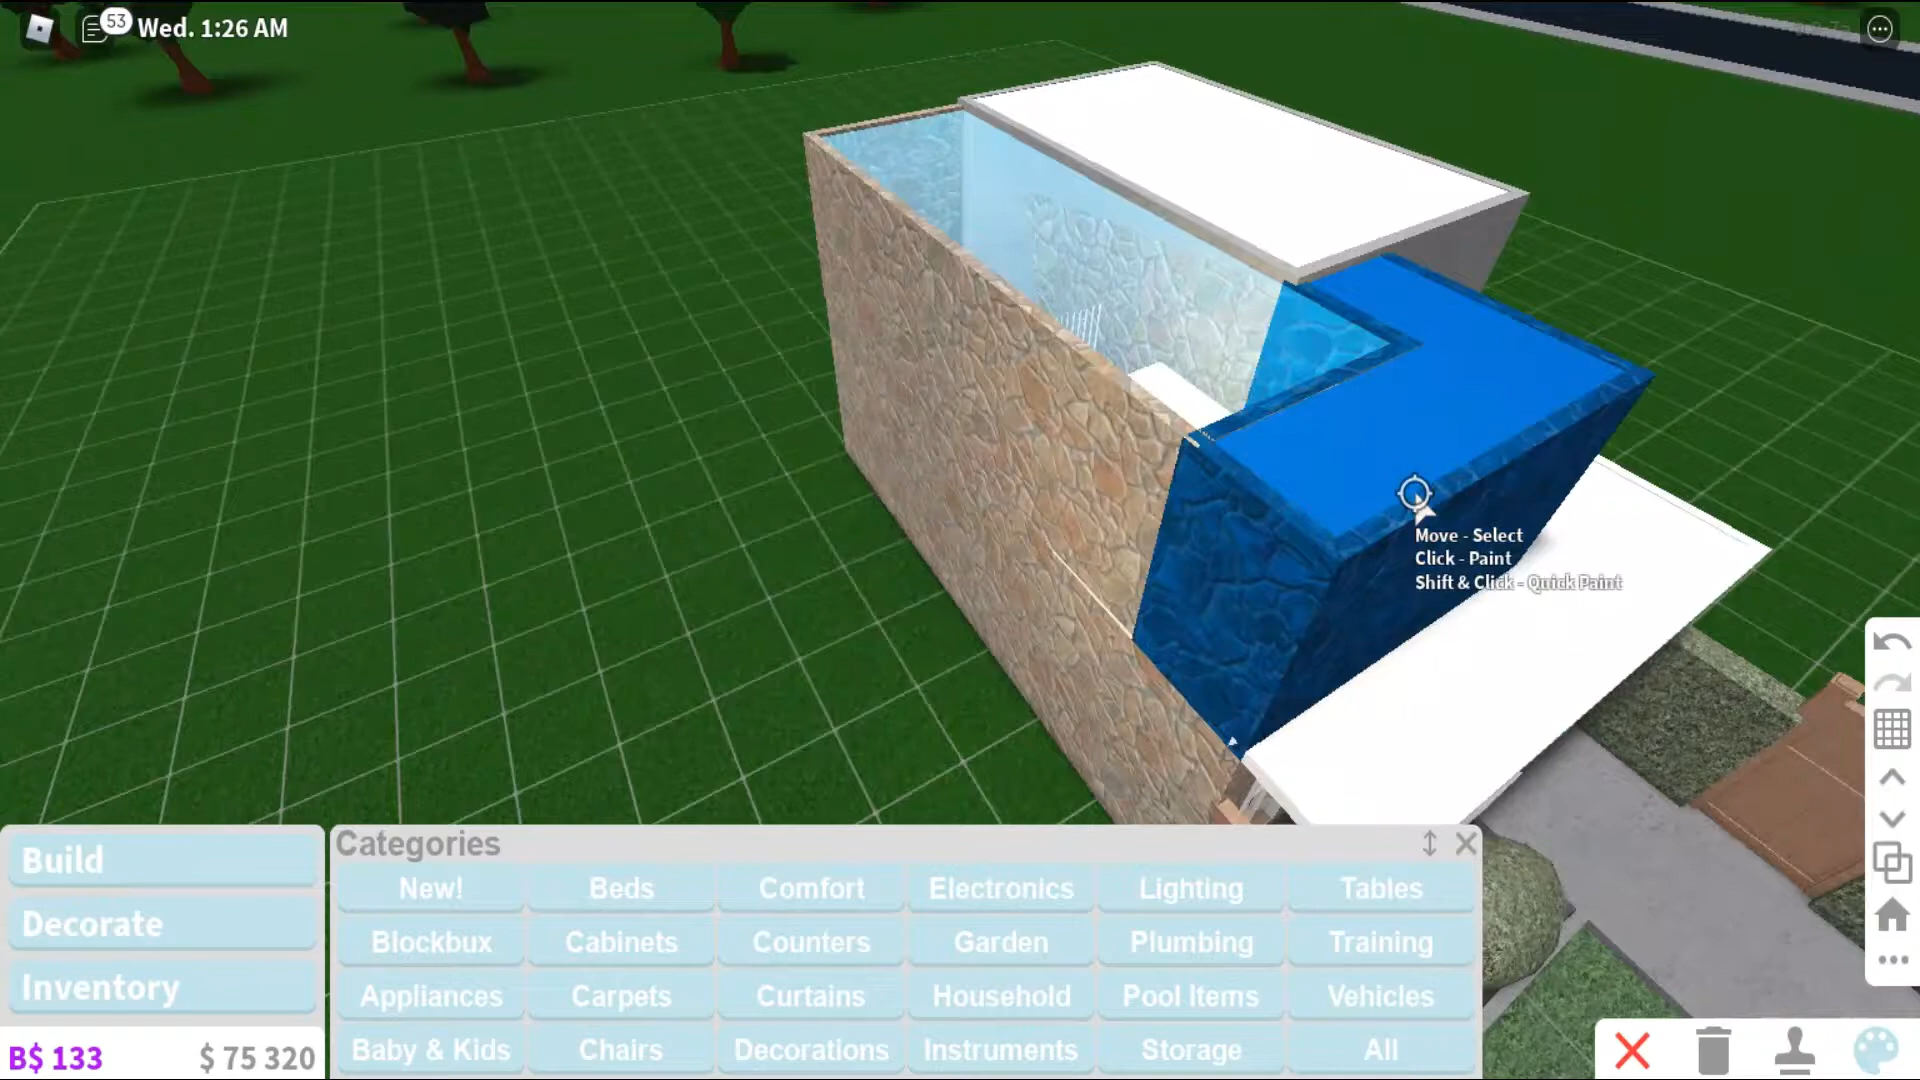 53 Wed. 1:26 AM
Move - Select
Click - Paint
Shift & Click - Quick Paint
Build
Decorate
Inventory
B$ 133 $ 75 320
Categories
New! Beds Comfort Electronics Lighting Tables
Blockbux Cabinets Counters Garden Plumbing Training
Appliances Carpets Curtains Household Pool Items Vehicles
Baby & Kids Chairs Decorations Instruments Storage All